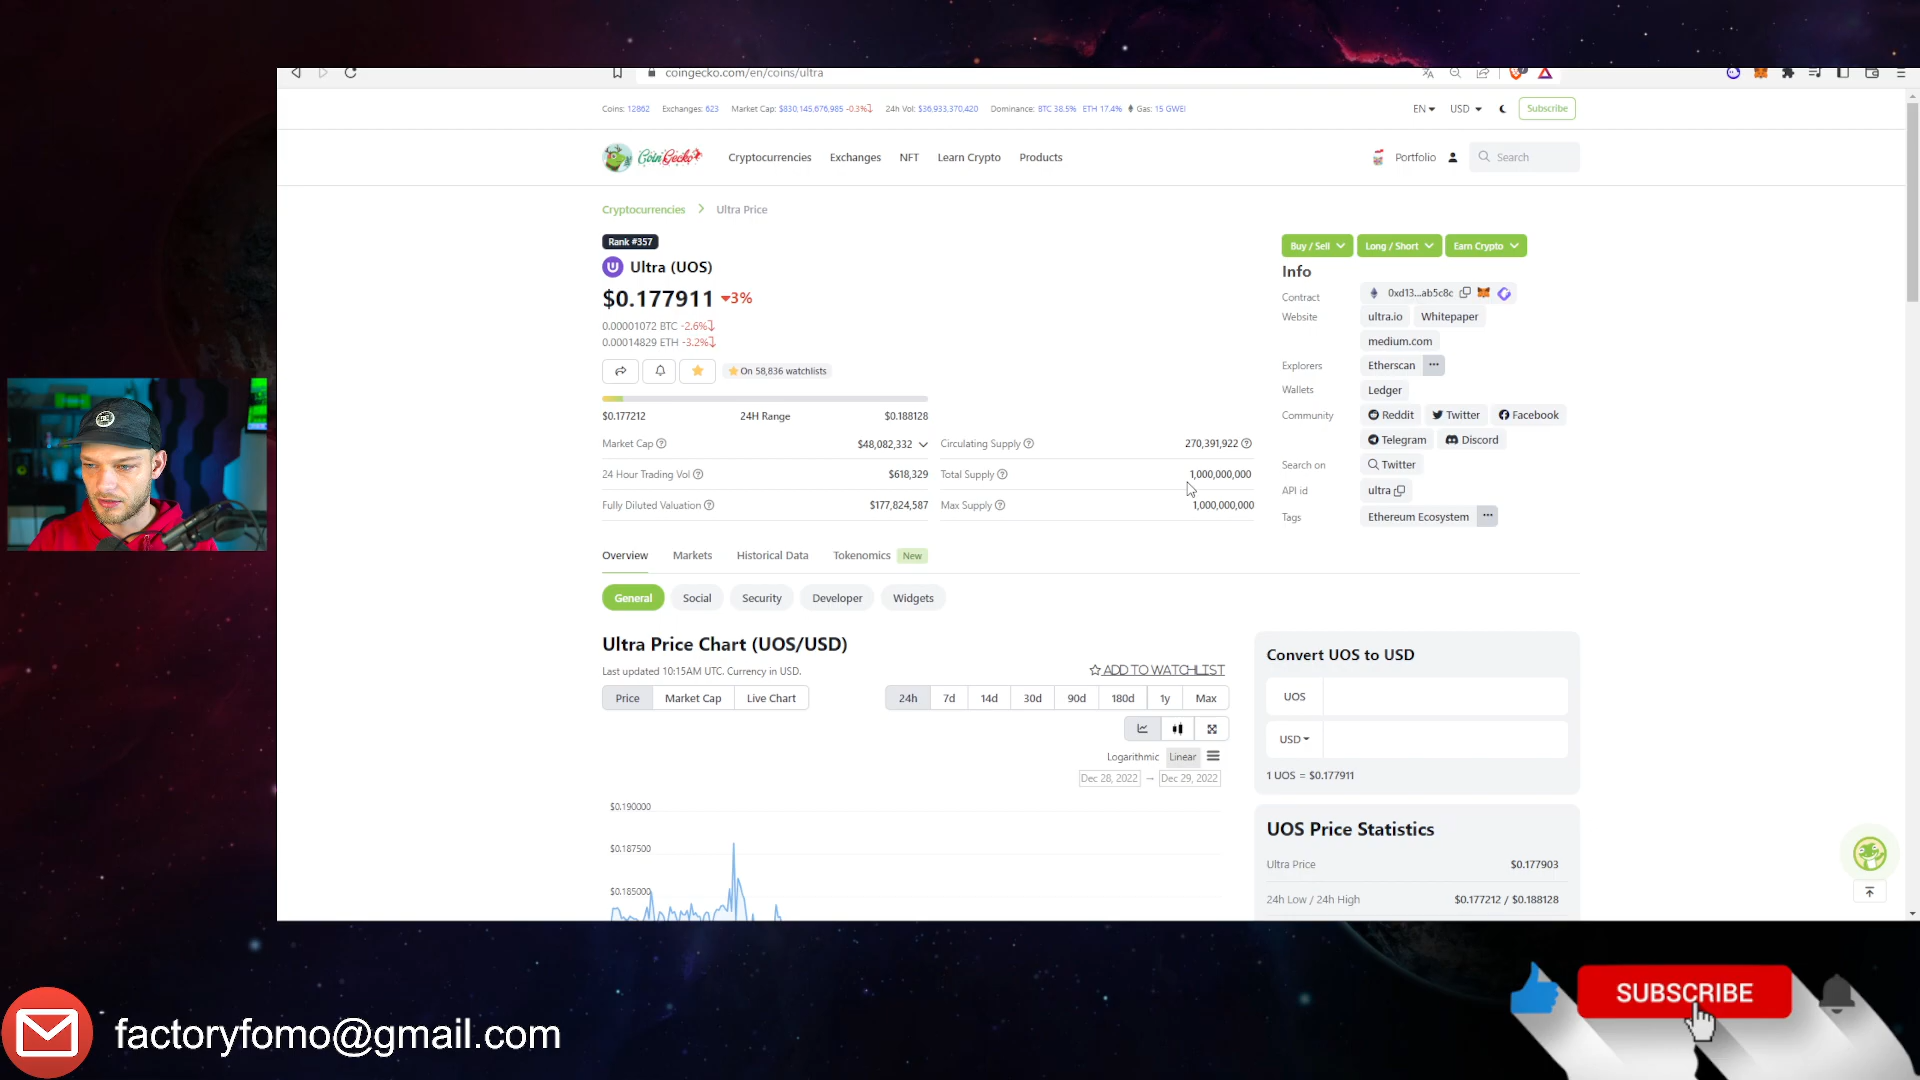 coingecko.com/en/coins/ultra
Coins: 12862 Exchanges: 623 Market Cap: $830,145,676,985 -0.3% 24h Vol: $36,933,370,420 Dominance: BTC 38.5% ETH 17.4% Gas: 15 GWEI
EN USD Subscribe
CoinGecko Cryptocurrencies Exchanges NFT Learn Crypto Products Portfolio Search
Cryptocurrencies Ultra Price
Rank #357
Buy / Sell Long / Short Earn Crypto
Ultra (UOS)
Info
$0.177911 3%
Contract 0xd13...ab5c8c
Website ultra.io Whitepaper
0.00001072 BTC -2.6%
0.00014829 ETH -3.2%
medium.com
Explorers Etherscan ...
On 58,836 watchlists
Wallets Ledger
$0.177212 24H Range $0.188128
Community Reddit Twitter Facebook
Telegram Discord
Market Cap $48,082,332 Circulating Supply 270,391,922
Search on Twitter
24 Hour Trading Vol $618,329 Total Supply 1,000,000,000
API id ultra
Fully Diluted Valuation $177,824,587 Max Supply 1,000,000,000
Tags Ethereum Ecosystem ...
Overview Markets Historical Data Tokenomics New
General Social Security Developer Widgets
Ultra Price Chart (UOS/USD)
Last updated 10:15AM UTC. Currency in USD.
ADD TO WATCHLIST
Price Market Cap Live Chart 24h 7d 14d 30d 90d 180d 1y Max
Logarithmic Linear
Dec 28, 2022 → Dec 29, 2022
$0.190000
$0.187500
$0.185000
Convert UOS to USD
UOS
USD
1 UOS = $0.177911
UOS Price Statistics
Ultra Price $0.177903
24h Low / 24h High $0.177212 / $0.188128
factoryfomo@gmail.com
SUBSCRIBE